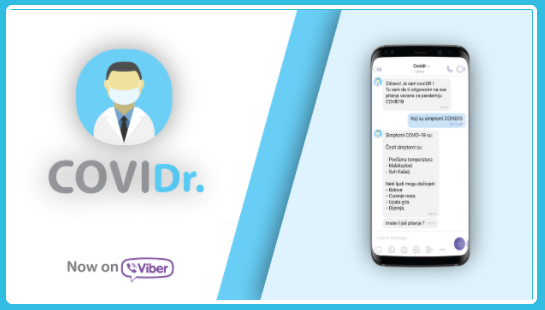 COVIDr.
Now on Viber
CoviDr
Zdravo! Ja sam coviDR !
Tu sam da ti odgovorim na sva
pitanja vezana za pandemiju
COVID19
Koji su simptomi COVID19
Simptomi COVID-19 su:
Česti simptomi su:
- Povišena temperatura
- Malaksalost
- Suh kašalj
Neki ljudi mogu doživjeti:
- Bolove
- Curenje nosa
- Upala grla
- Dijareja
Imate li još pitanja ?